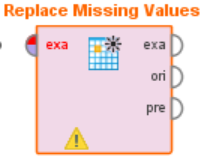 Replace Missing Values
exa exa
ori
pre